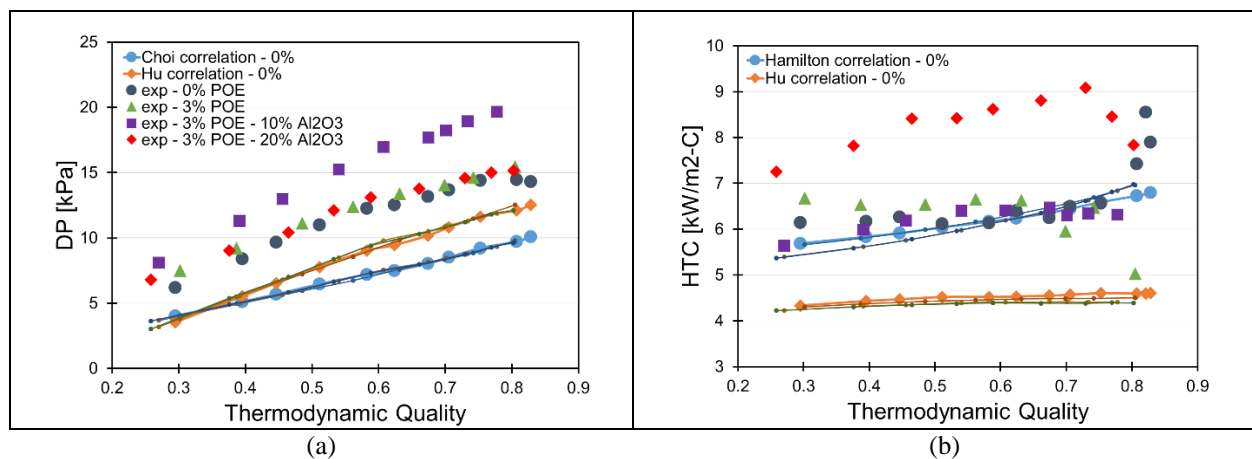 25
20
15
10
5
0
DP [kPa]
Choi correlation - 0%
Hu correlation - 0%
exp - 0% POE
exp - 3% POE
exp - 3% POE - 10% Al2O3
exp - 3% POE - 20% Al2O3
0.2 0.3 0.4 0.5 0.6 0.7 0.8 0.9
Thermodynamic Quality
(a)
10
9
8
7
6
5
4
3
HTC [kW/m2-C]
Hamilton correlation - 0%
Hu correlation - 0%
0.2 0.3 0.4 0.5 0.6 0.7 0.8 0.9
Thermodynamic Quality
(b)